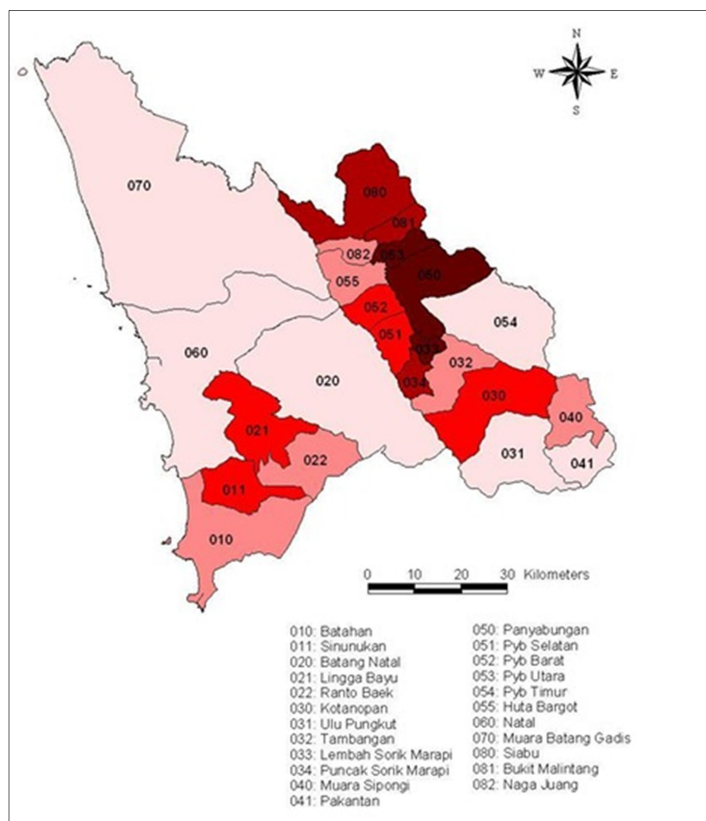 N
W E
S
070
080
081
082
053
050
055
052
051
054
060
033
032
034
020
030
040
021
022
031
041
011
010
0 10 20 30 Kilometers
010: Batahan
011: Sinunukan
020: Batang Natal
021: Lingga Bayu
022: Ranto Baek
030: Kotanopan
031: Ulu Pungkut
032: Tambangan
033: Lembah Sorik Marapi
034: Puncak Sorik Marapi
040: Muara Sipongi
041: Pakantan
050: Panyabungan
051: Pyb Selatan
052: Pyb Barat
053: Pyb Utara
054: Pyb Timur
055: Huta Bargot
060: Natal
070: Muara Batang Gadis
080: Siabu
081: Bukit Malintang
082: Naga Juang